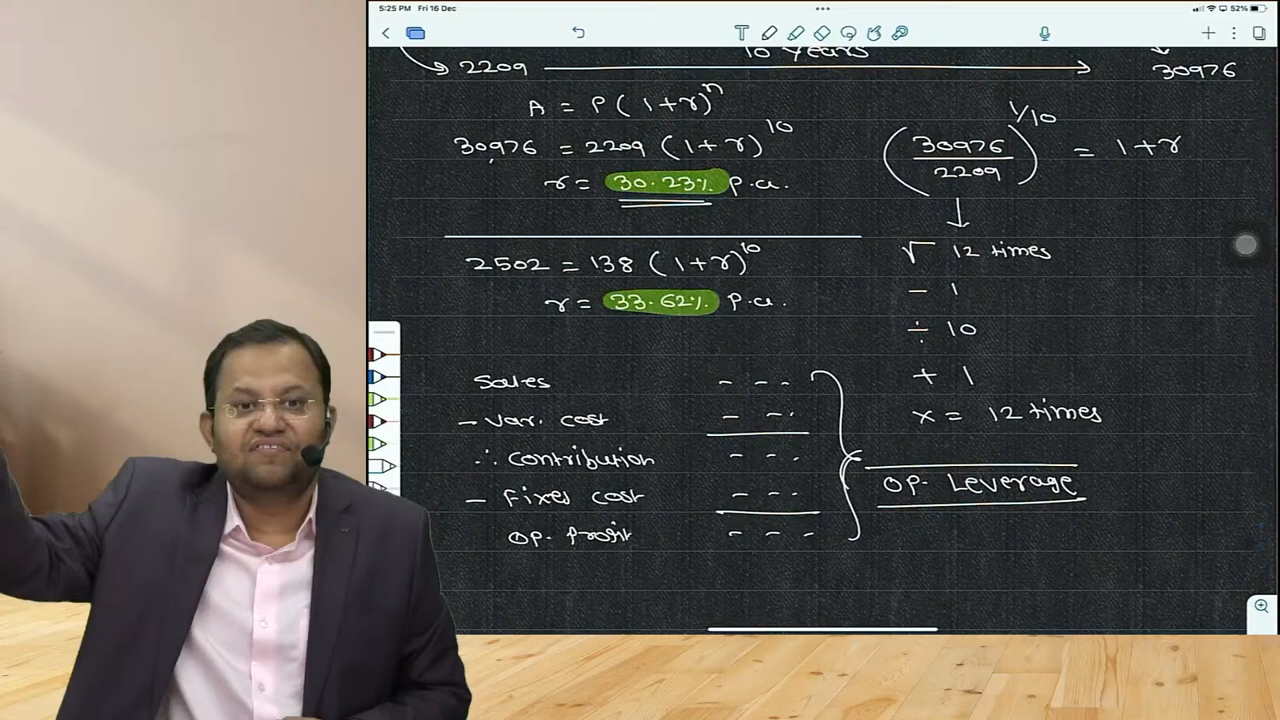 5:25 PM Fri 16 Dec
52%
10 years
2209
30976
A = P (1+r)^n
30976 = 2209 (1+r)^10
r = 30.23% p.a.
(30976/2209)^1/10 = 1+r
√ 12 times
- 1
÷ 10
+ 1
x = 12 times
2502 = 138 (1+r)^10
r = 33.62% p.a.
Sales - - -
- Var. cost - - -
∴ contribution - - -
- Fixes cost - - -
Op. Profit - - -
Op. Leverage